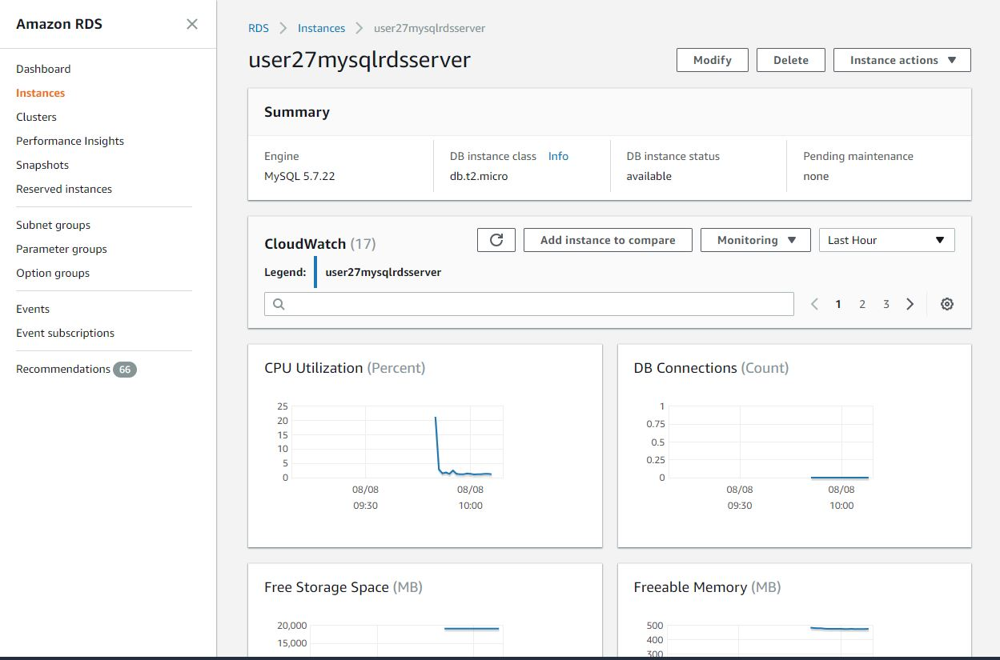 Amazon RDS
Dashboard
Instances
Clusters
Performance Insights
Snapshots
Reserved instances
Subnet groups
Parameter groups
Option groups
Events
Event subscriptions
Recommendations 66
RDS Instances user27mysqlrdsserver
user27mysqlrdsserver
Modify Delete Instance actions
Summary
Engine
MySQL 5.7.22
DB instance class Info
db.t2.micro
DB instance status
available
Pending maintenance
none
CloudWatch (17)
Add instance to compare Monitoring Last Hour
Legend: user27mysqlrdsserver
1 2 3
CPU Utilization (Percent)
25
20
15
10
5
0
08/08 08/08
09:30 10:00
DB Connections (Count)
1
0.75
0.5
0.25
0
08/08 08/08
09:30 10:00
Free Storage Space (MB)
20,000
15,000
Freeable Memory (MB)
500
400
300